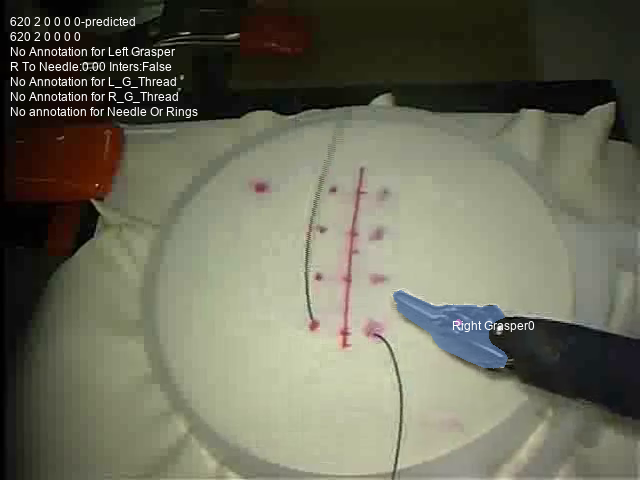 620 2 0 0 0 0-predicted
620 2 0 0 0 0
No Annotation for Left Grasper
R To Needle:0.00 Inters:False
No Annotation for L_G_Thread
No Annotation for R_G_Thread
No annotation for Needle Or Rings
Right Grasper0